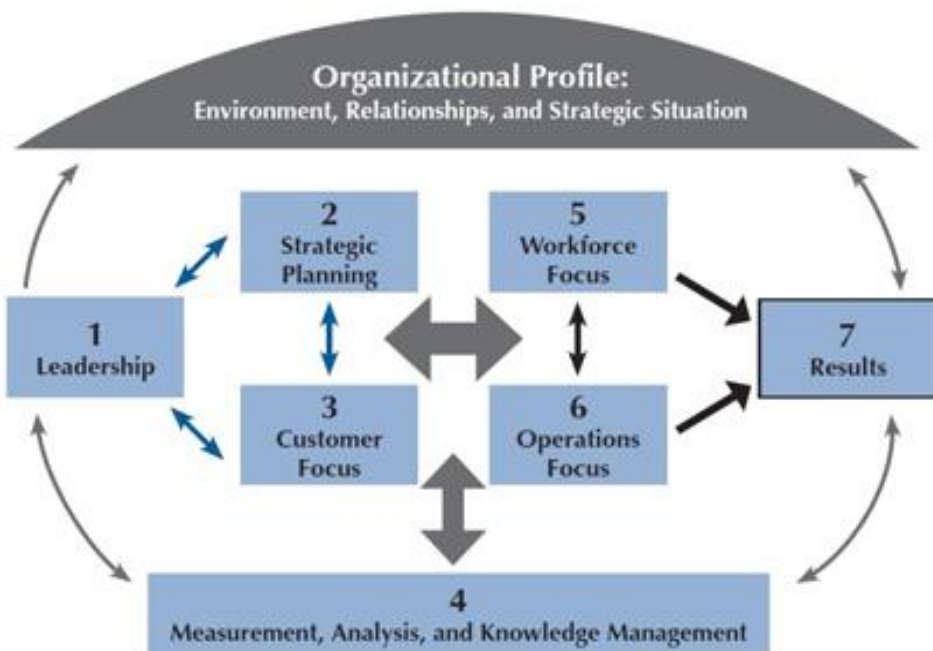 Organizational Profile:
Environment, Relationships, and Strategic Situation
1
Leadership
2
Strategic
Planning
3
Customer
Focus
5
Workforce
Focus
6
Operations
Focus
7
Results
4
Measurement, Analysis, and Knowledge Management